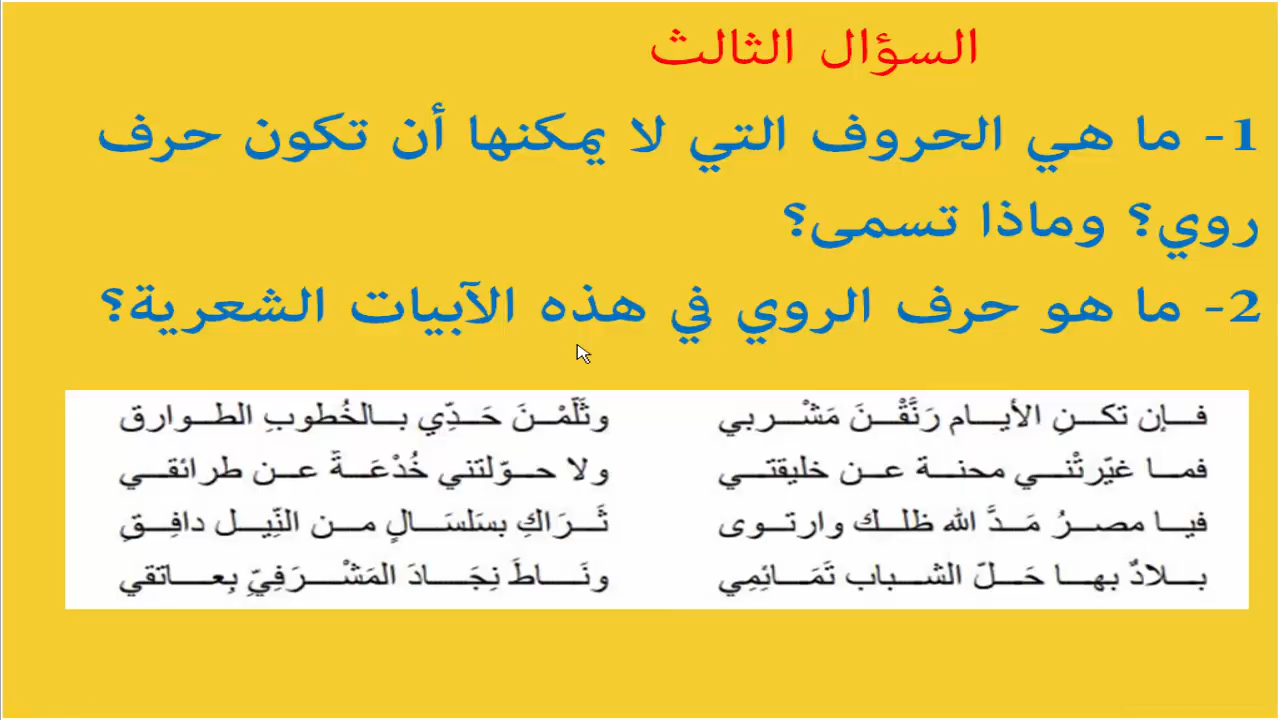 السؤال الثالث
1- ما هي الحروف التي لا يمكنها أن تكون حرف
روي؟ وماذا تسمى؟
2- ما هو حرف الروي في هذه الآبيات الشعرية؟
فإن تكنِ الأيام رَنَّقْنَ مَشْربي وثَلَّمْنَ حَدِّي بالخُطوبِ الطوارق
فما غيّرتْني محنة عن خليقتي ولا حوّلتني خُدْعَةً عن طرائقي
فيا مصرُ مَدَّ الله ظلك وارتوى ثَرَاكِ بسَلسَالٍ من النِّيل دافِقِ
بلادٌ بها حَلّ الشباب تَمَائِمِي ونَاطَ نِجَادَ المَشْرَفِيِّ بِعاتقي